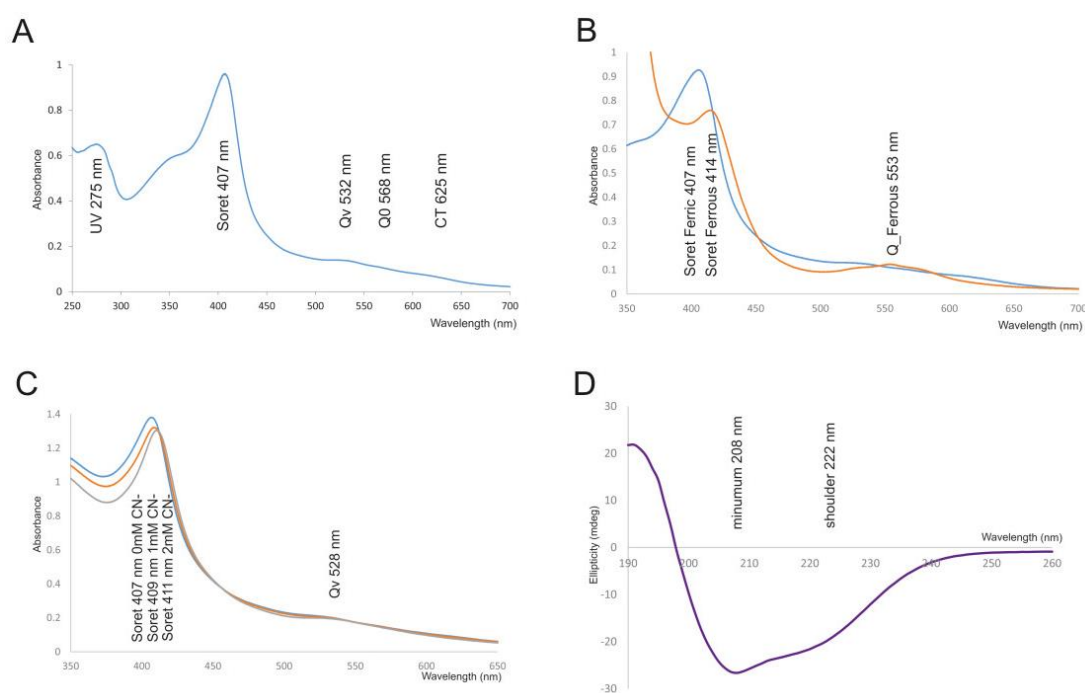 A
Absorbance
1
0.8
0.6
0.4
0.2
0
250 300 350 400 450 500 550 600 650 700
Wavelength (nm)
UV 275 nm
Soret 407 nm
Qv 532 nm
Q0 568 nm
CT 625 nm
B
Absorbance
1
0.9
0.8
0.7
0.6
0.5
0.4
0.3
0.2
0.1
0
350 400 450 500 550 600 650 700
Wavelength (nm)
Soret Ferric 407 nm
Soret Ferrous 414 nm
Q_Ferrous 553 nm
C
Absorbance
1.4
1.2
1
0.8
0.6
0.4
0.2
0
350 400 450 500 550 600 650
Wavelength (nm)
Soret 407 nm 0mM CN-
Soret 409 nm 1mM CN-
Soret 411 nm 2mM CN-
Qv 528 nm
D
Ellipticity (mdeg)
30
20
10
0
-10
-20
-30
190 200 210 220 230 240 250 260
Wavelength (nm)
minumum 208 nm
shoulder 222 nm